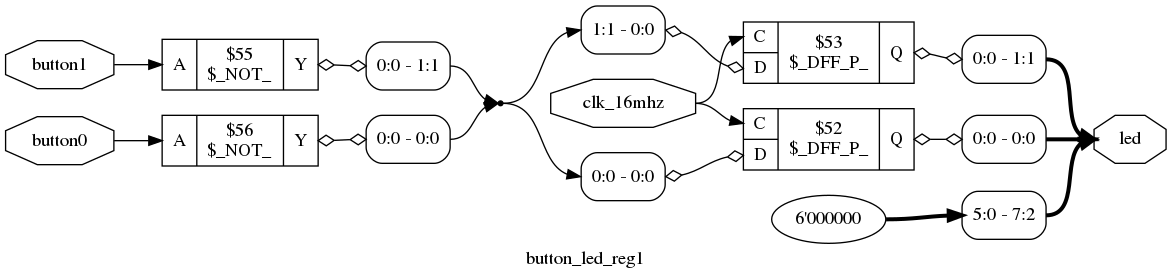 button1
A
$55
$_NOT_
Y
0:0 - 1:1
button0
A
$56
$_NOT_
Y
0:0 - 0:0
1:1 - 0:0
clk_16mhz
0:0 - 0:0
C
D
$53
$_DFF_P_
Q
0:0 - 1:1
C
D
$52
$_DFF_P_
Q
0:0 - 0:0
6'000000
5:0 - 7:2
led
button_led_reg1